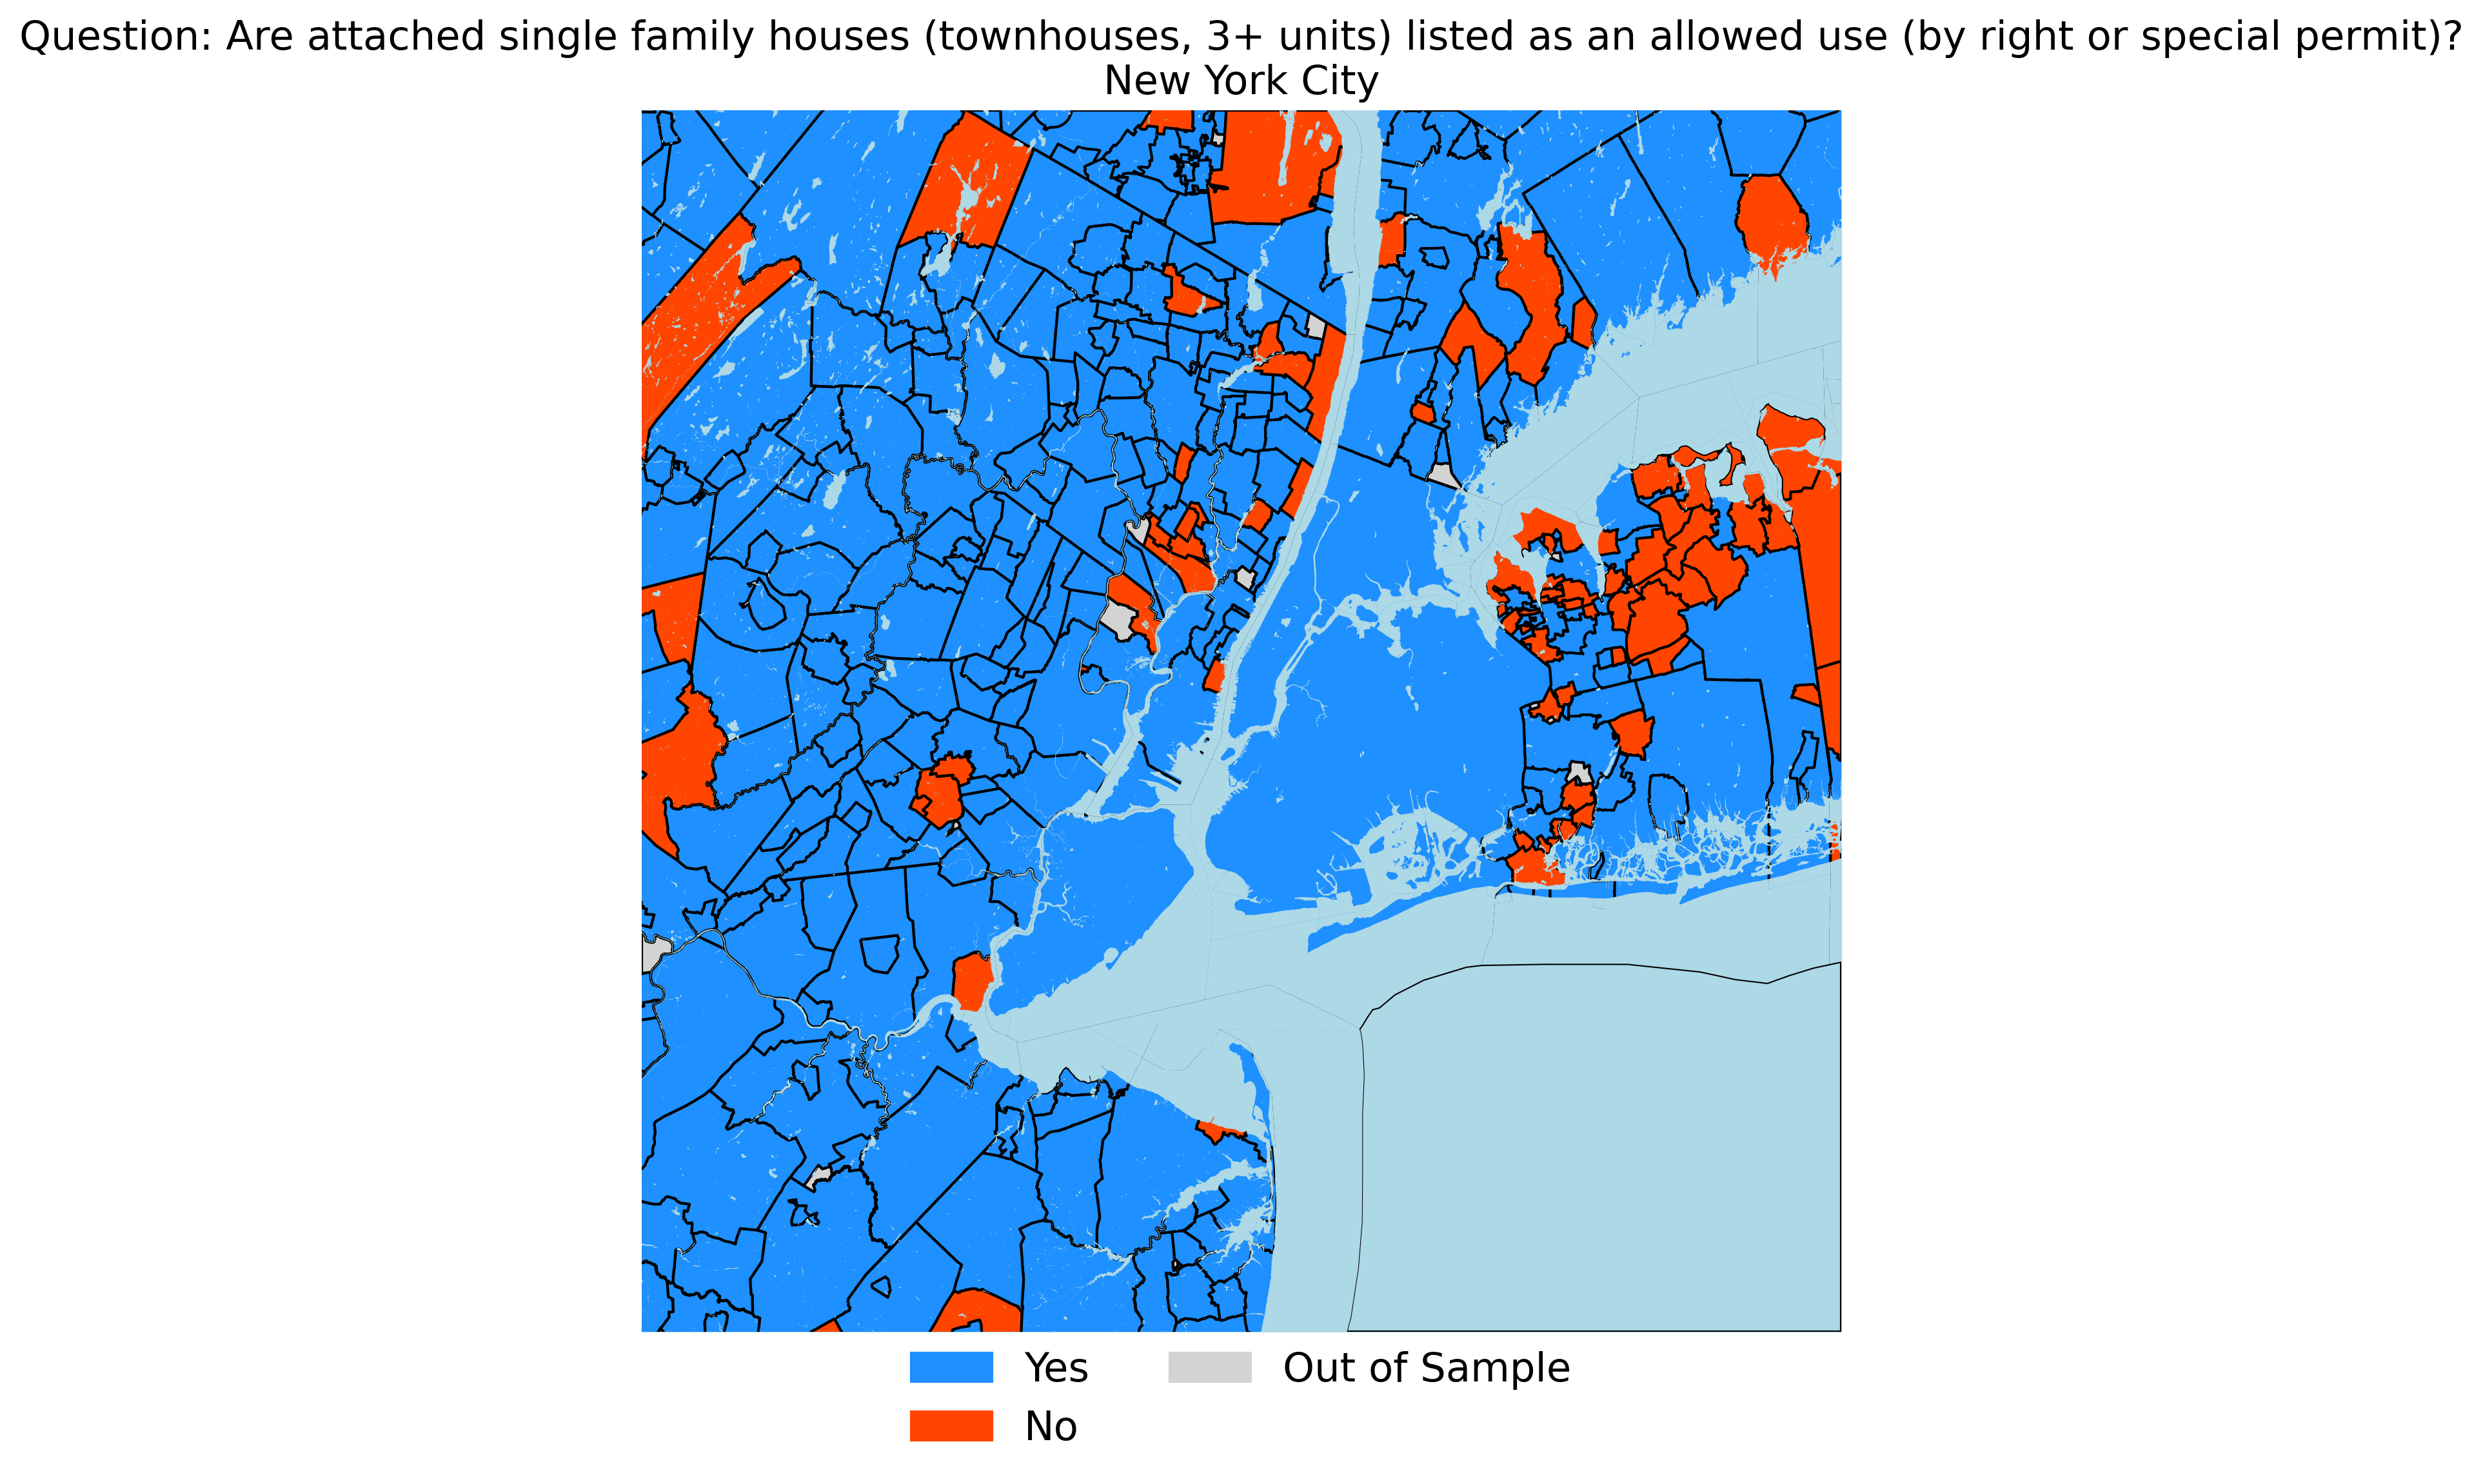 Question: Are attached single family houses (townhouses, 3+ units) listed as an allowed use (by right or special permit)?
New York City
Yes
Out of Sample
No